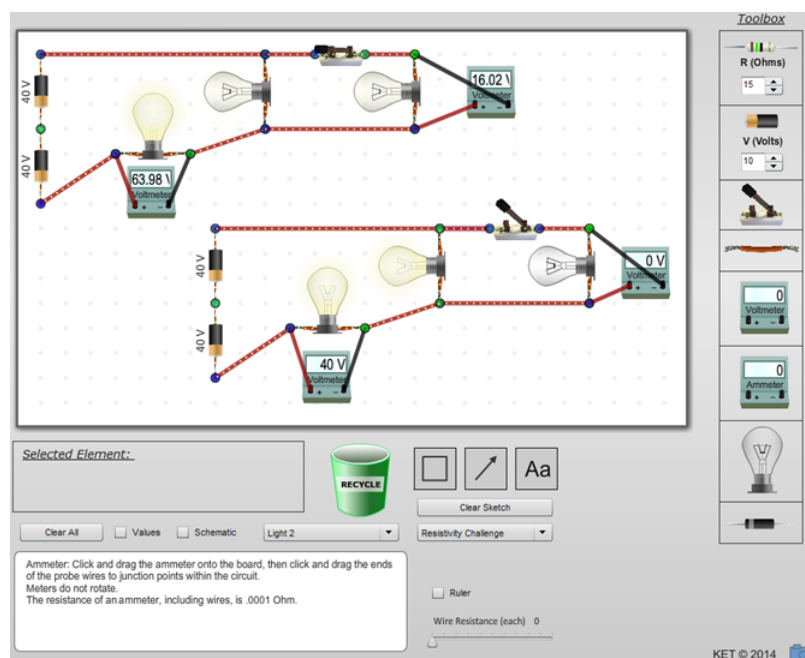 Toolbox
R (Ohms)
15
V (Volts)
10
0
Voltmeter
+ -
0
Ammeter
+ -
40 V
40 V
16.02 V
Voltmeter
+ -
63.98 \
Voltmeter
+ -
40 V
40 V
0 V
Voltmeter
+ -
40 V
Voltmeter
+ -
Selected Element:
RECYCLE
Aa
Clear Sketch
Clear All
Values
Schematic
Light 2
Resistivity Challenge
Ammeter: Click and drag the ammeter onto the board, then click and drag the ends
of the probe wires to junction points within the circuit.
Meters do not rotate.
The resistance of an ammeter, including wires, is .0001 Ohm.
Ruler
Wire Resistance (each) 0
KET © 2014